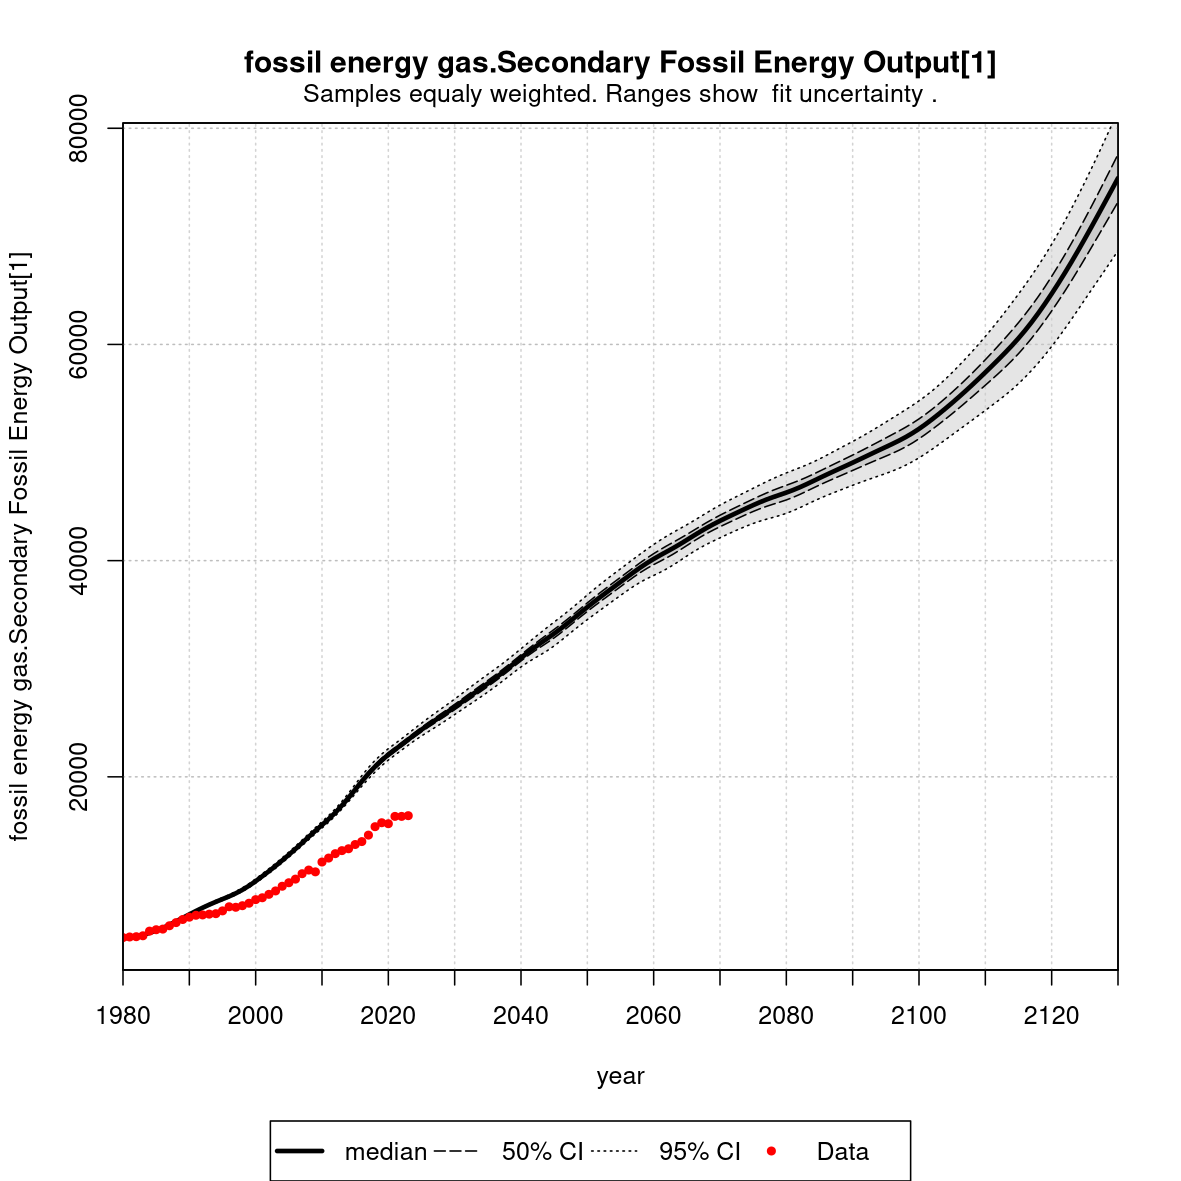 fossil energy gas.Secondary Fossil Energy Output[1]
Samples equaly weighted. Ranges show  fit uncertainty .
fossil energy gas.Secondary Fossil Energy Output[1]
80000
60000
40000
20000
1980 2000 2020 2040 2060 2080 2100 2120
year
median 50% CI 95% CI Data